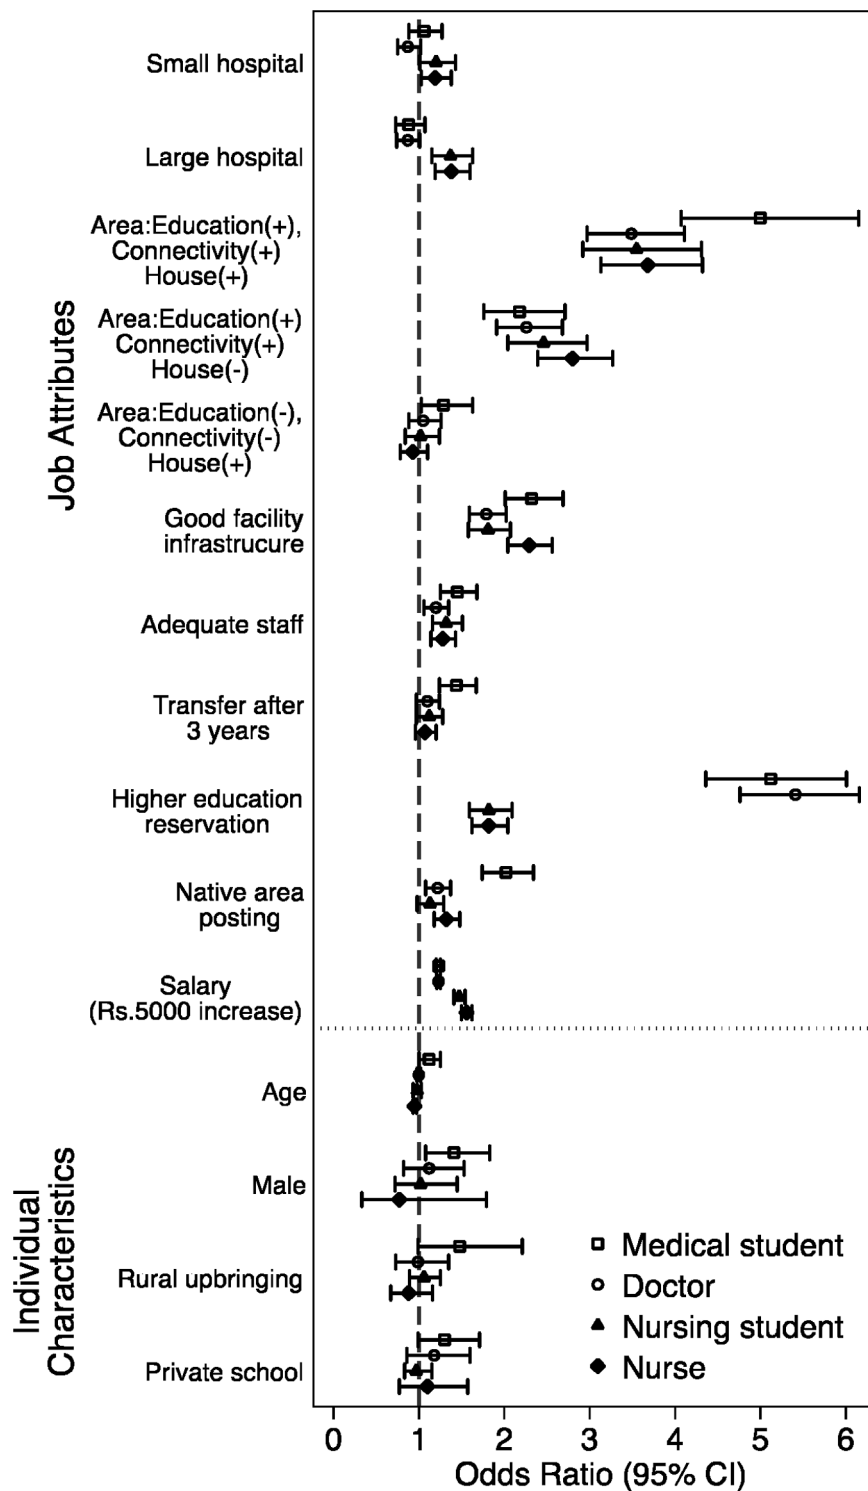 Job Attributes
Small hospital
Large hospital
Area:Education(+),
Connectivity(+)
House(+)
Area:Education(+)
Connectivity(+)
House(-)
Area:Education(-),
Connectivity(-)
House(+)
Good facility
infrastrucure
Adequate staff
Transfer after
3 years
Higher education
reservation
Native area
posting
Salary
(Rs.5000 increase)
Individual
Characteristics
Age
Male
Rural upbringing
Private school
Medical student
Doctor
Nursing student
Nurse
0 1 2 3 4 5 6
Odds Ratio (95% CI)